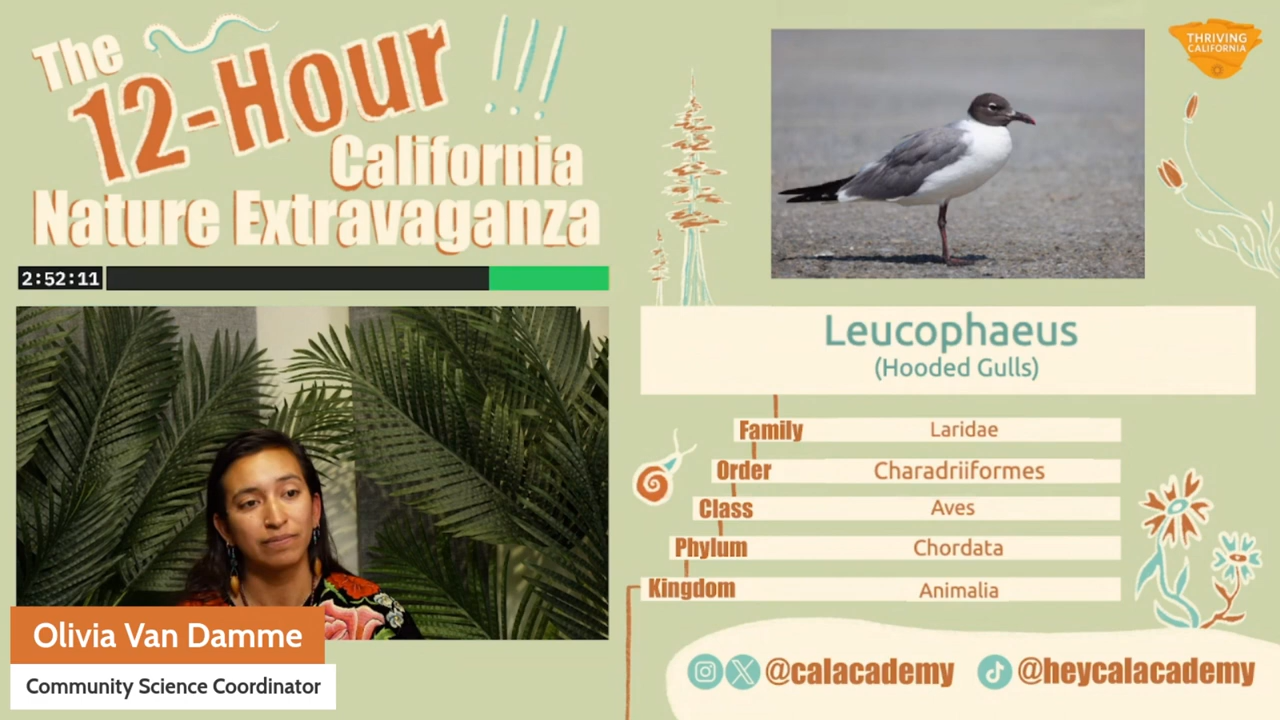 The
12-Hour !!!
California
Nature Extravaganza
2:52:11
Olivia Van Damme
Community Science Coordinator
THRIVING
CALIFORNIA
Leucophaeus
(Hooded Gulls)
Family Laridae
Order Charadriiformes
Class Aves
Phylum Chordata
Kingdom Animalia
@calacademy @heycalacademy